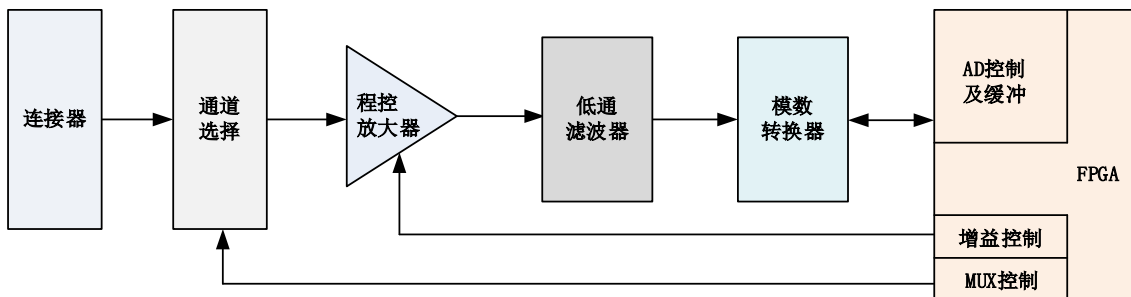 连接器
通道
选择
程控
放大器
低通
滤波器
模数
转换器
AD控制
及缓冲
FPGA
增益控制
MUX控制